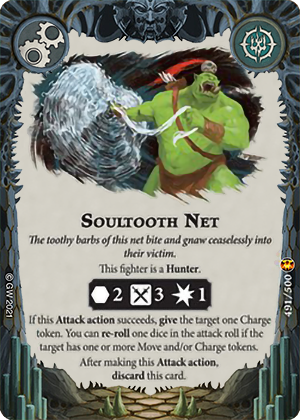 SOULTOOTH NET
The toothy barbs of this net bite and gnaw ceaselessly into
their victim.
This fighter is a Hunter.
2 3 1
If this Attack action succeeds, give the target one Charge
token. You can re-roll one dice in the attack roll if the
target has one or more Move and/or Charge tokens.
After making this Attack action,
discard this card.
© GW 2021
491/500